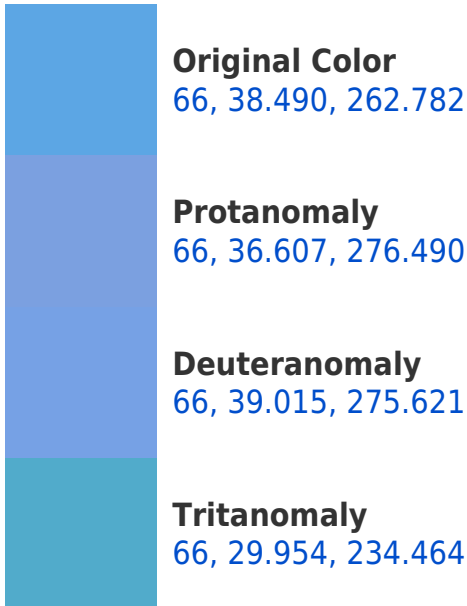 Original Color
66, 38.490, 262.782
Protanomaly
66, 36.607, 276.490
Deuteranomaly
66, 39.015, 275.621
Tritanomaly
66, 29.954, 234.464